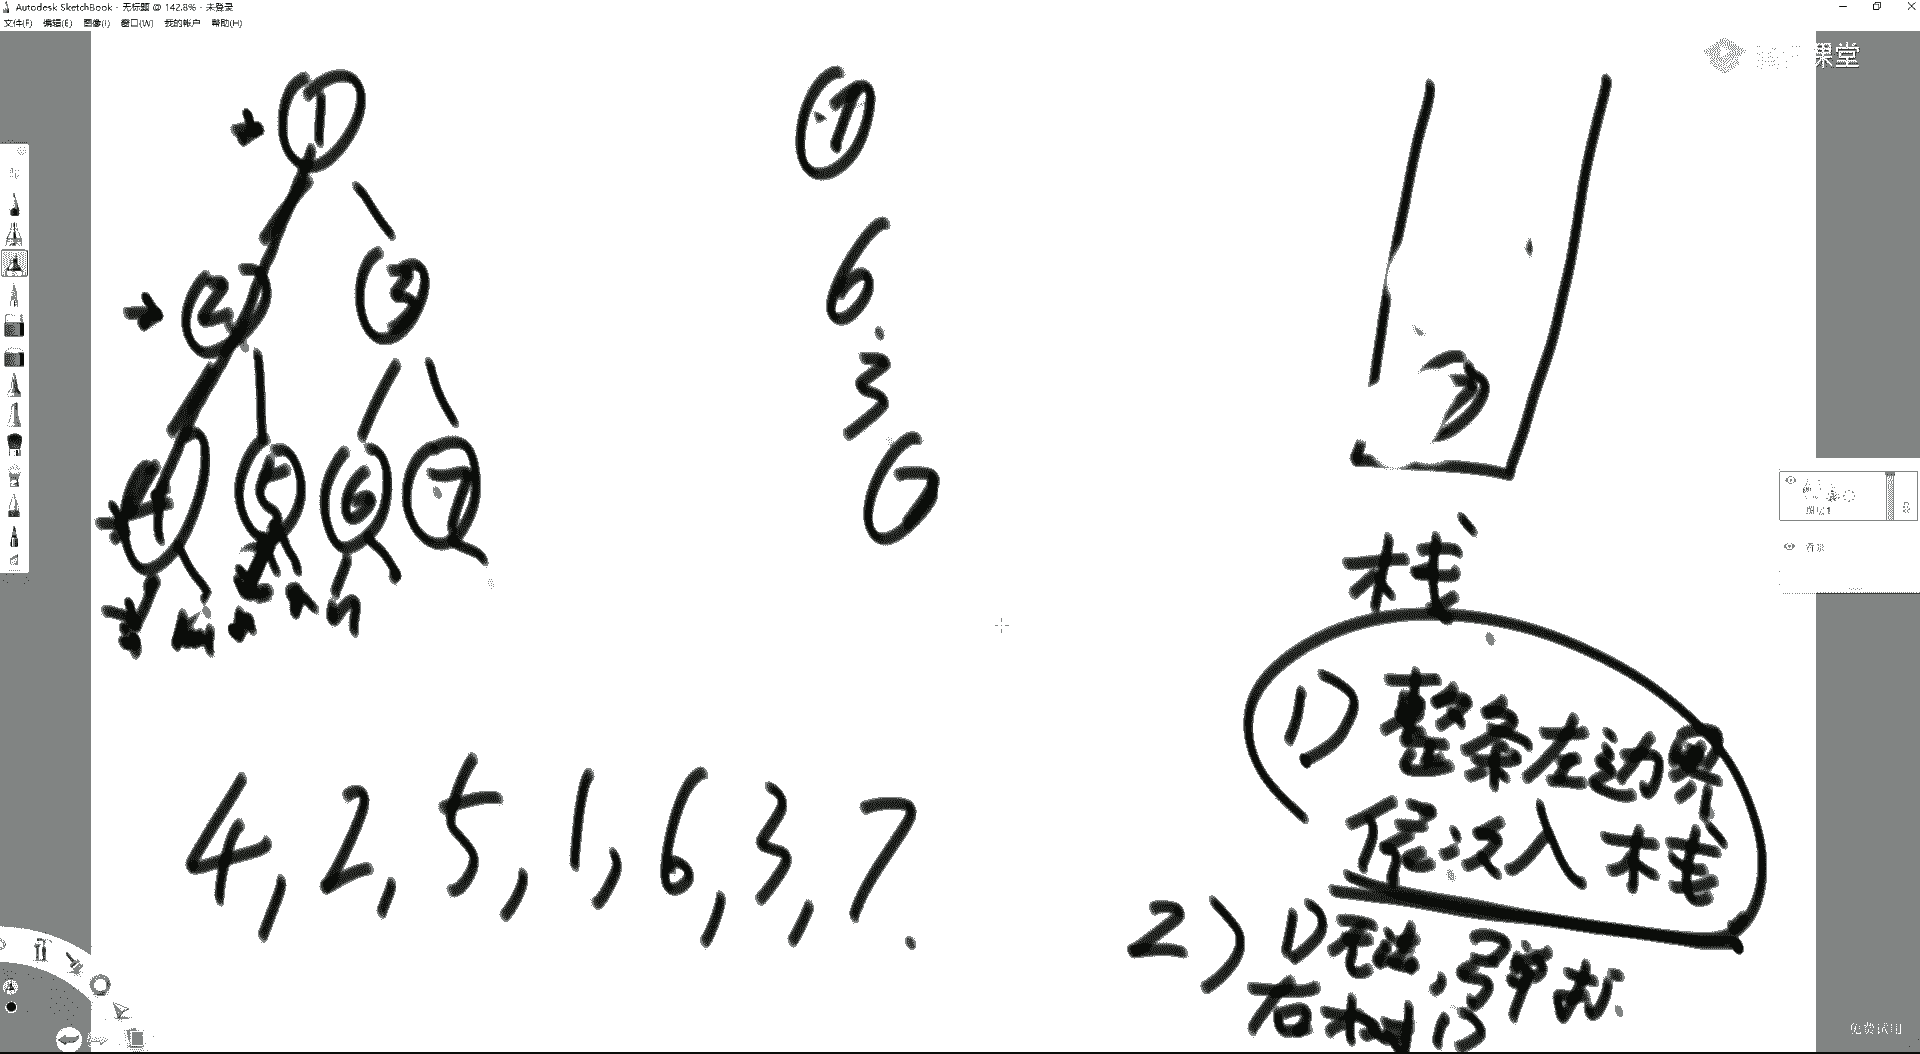 Autodesk SketchBook - 无标题 @ 142.8% - 未登录
文件(F) 编辑(E) 图像(I) 窗口(W) 我的帐户 帮助(H)
课堂
1
2 3
4 5 6 7
n n n
1
6
3
7
栈
1) 整条左边界
依次入栈
2) 1)无法, 弹打.
右树1)
4, 2, 5, 1, 6, 3, 7.
图层1
背景
免费试用